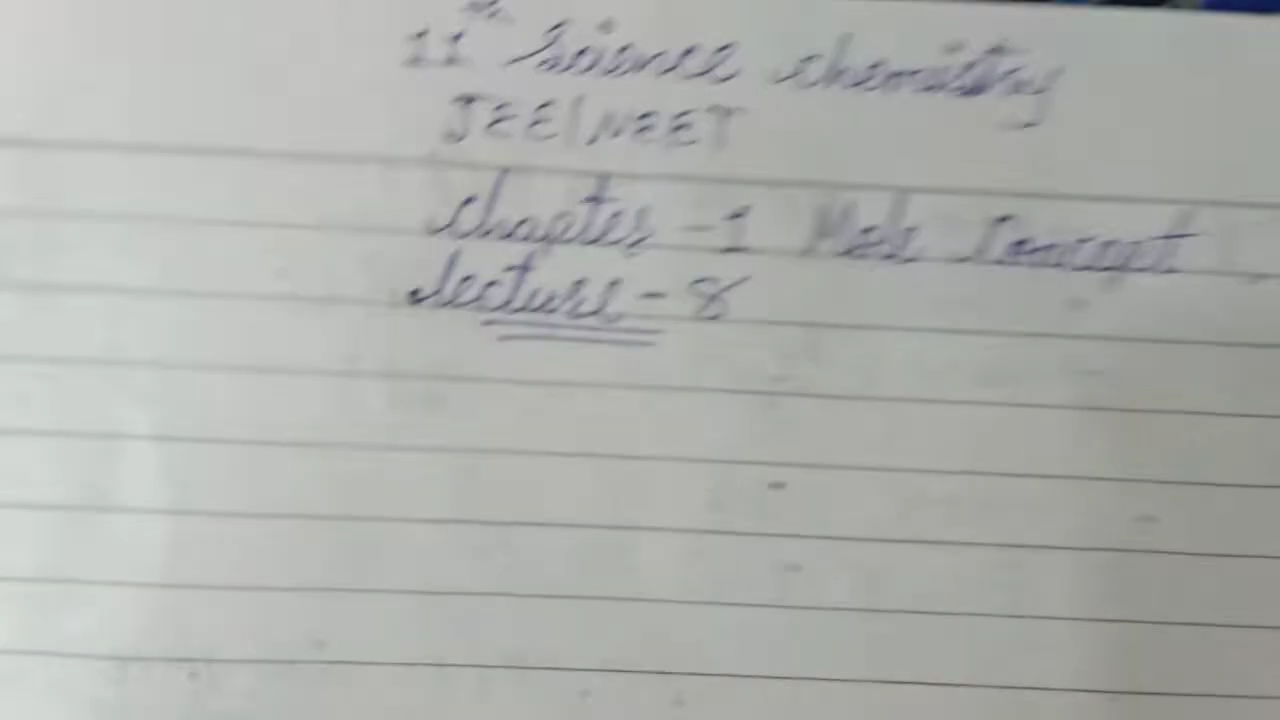 11th Science chemistry
JEE/NEET
chapter -1 Mole Concept
lecture - 8